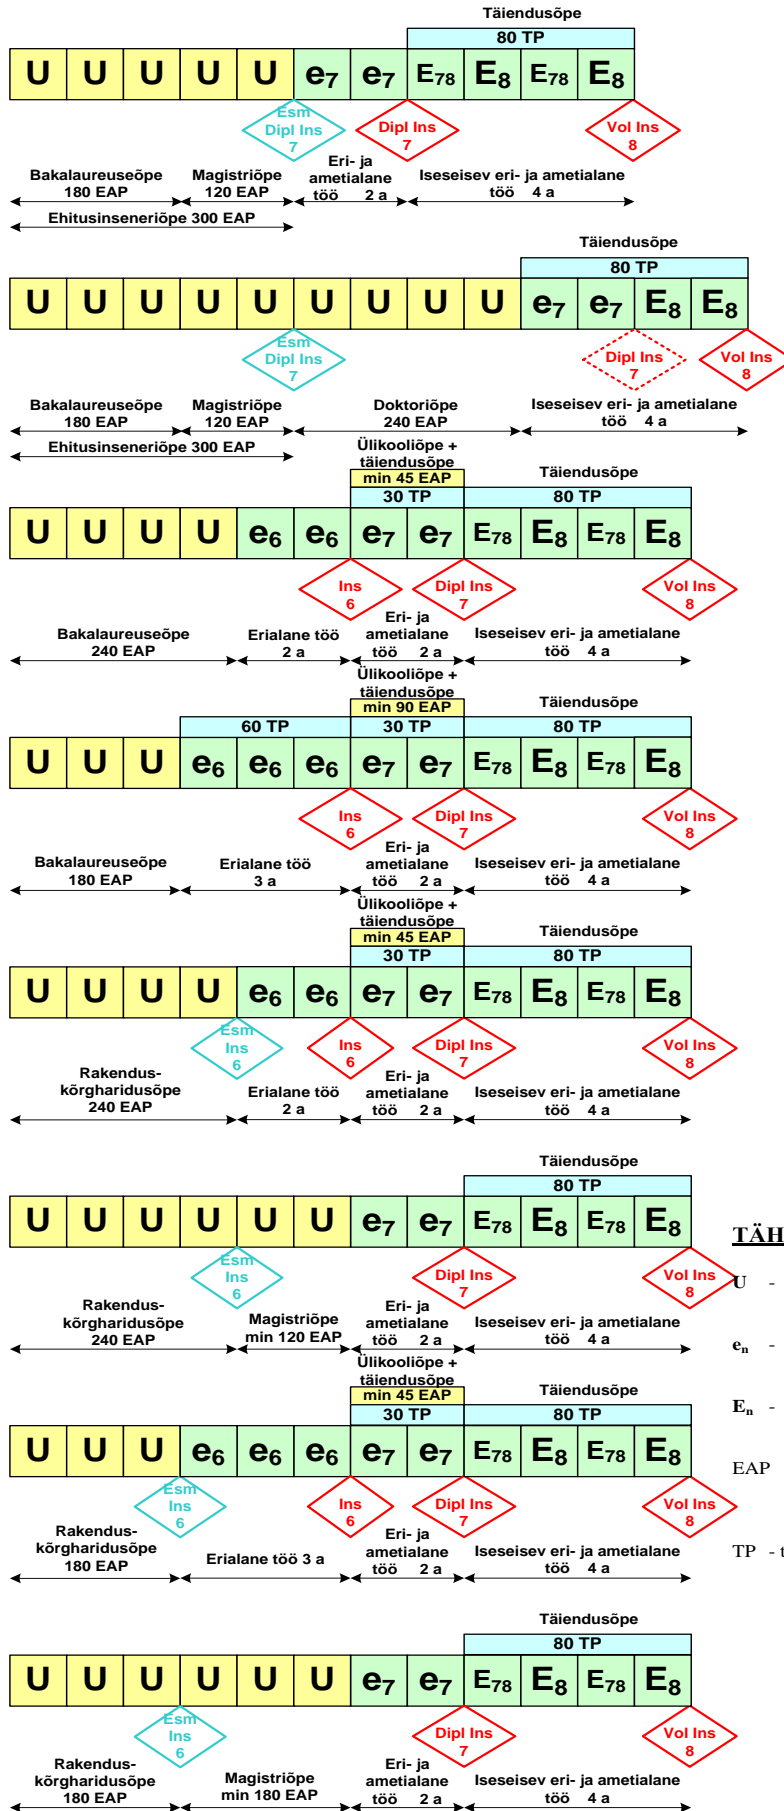 Täiendusõpe
80 TP
U U U U U e7 e7 E78 E8 E78 E8
Esm
Dipl Ins
7
Dipl Ins
7
Vol Ins
8
Bakalaureuseõpe
180 EAP
Magistriõpe
120 EAP
Eri- ja
ametialane
töö 2 a
Iseseisev eri- ja ametialane
töö 4 a
Ehitusinseneriõpe 300 EAP
Täiendusõpe
80 TP
U U U U U U U U U e7 e7 E8 E8
Esm
Dipl Ins
7
Dipl Ins
7
Vol Ins
8
Bakalaureuseõpe
180 EAP
Magistriõpe
120 EAP
Doktoriõpe
240 EAP
Iseseisev eri- ja ametialane
töö 4 a
Ehitusinseneriõpe 300 EAP
Ülikooliõpe +
täiendusõpe
min 45 EAP
30 TP
Täiendusõpe
80 TP
U U U U e6 e6 e7 e7 E78 E8 E78 E8
Ins
6
Dipl Ins
7
Vol Ins
8
Bakalaureuseõpe
240 EAP
Erialane töö
2 a
Eri- ja
ametialane
töö 2 a
Iseseisev eri- ja ametialane
töö 4 a
Ülikooliõpe +
täiendusõpe
min 90 EAP
60 TP
30 TP
Täiendusõpe
80 TP
U U U e6 e6 e6 e7 e7 E78 E8 E78 E8
Ins
6
Dipl Ins
7
Vol Ins
8
Bakalaureuseõpe
180 EAP
Erialane töö
3 a
Eri- ja
ametialane
töö 2 a
Iseseisev eri- ja ametialane
töö 4 a
Ülikooliõpe +
täiendusõpe
min 45 EAP
30 TP
Täiendusõpe
80 TP
U U U U e6 e6 e7 e7 E78 E8 E78 E8
Esm
Ins
6
Ins
6
Dipl Ins
7
Vol Ins
8
Rakendus-
kõrgharidusõpe
240 EAP
Erialane töö
2 a
Eri- ja
ametialane
töö 2 a
Iseseisev eri- ja ametialane
töö 4 a
Täiendusõpe
80 TP
U U U U U U e7 e7 E78 E8 E78 E8
Esm
Ins
6
Dipl Ins
7
Vol Ins
8
Rakendus-
kõrgharidusõpe
240 EAP
Magistriõpe
min 120 EAP
Eri- ja
ametialane
töö 2 a
Iseseisev eri- ja ametialane
töö 4 a
TÄH
U -
en -
En -
EAP
TP - t
Ülikooliõpe +
täiendusõpe
min 45 EAP
30 TP
Täiendusõpe
80 TP
U U U e6 e6 e6 e7 e7 E78 E8 E78 E8
Esm
Ins
6
Ins
6
Dipl Ins
7
Vol Ins
8
Rakendus-
kõrgharidusõpe
180 EAP
Erialane töö 3 a
Eri- ja
ametialane
töö 2 a
Iseseisev eri- ja ametialane
töö 4 a
Täiendusõpe
80 TP
U U U U U U e7 e7 E78 E8 E78 E8
Esm
Ins
6
Dipl Ins
7
Vol Ins
8
Rakendus-
kõrgharidusõpe
180 EAP
Magistriõpe
min 180 EAP
Eri- ja
ametialane
töö 2 a
Iseseisev eri- ja ametialane
töö 4 a